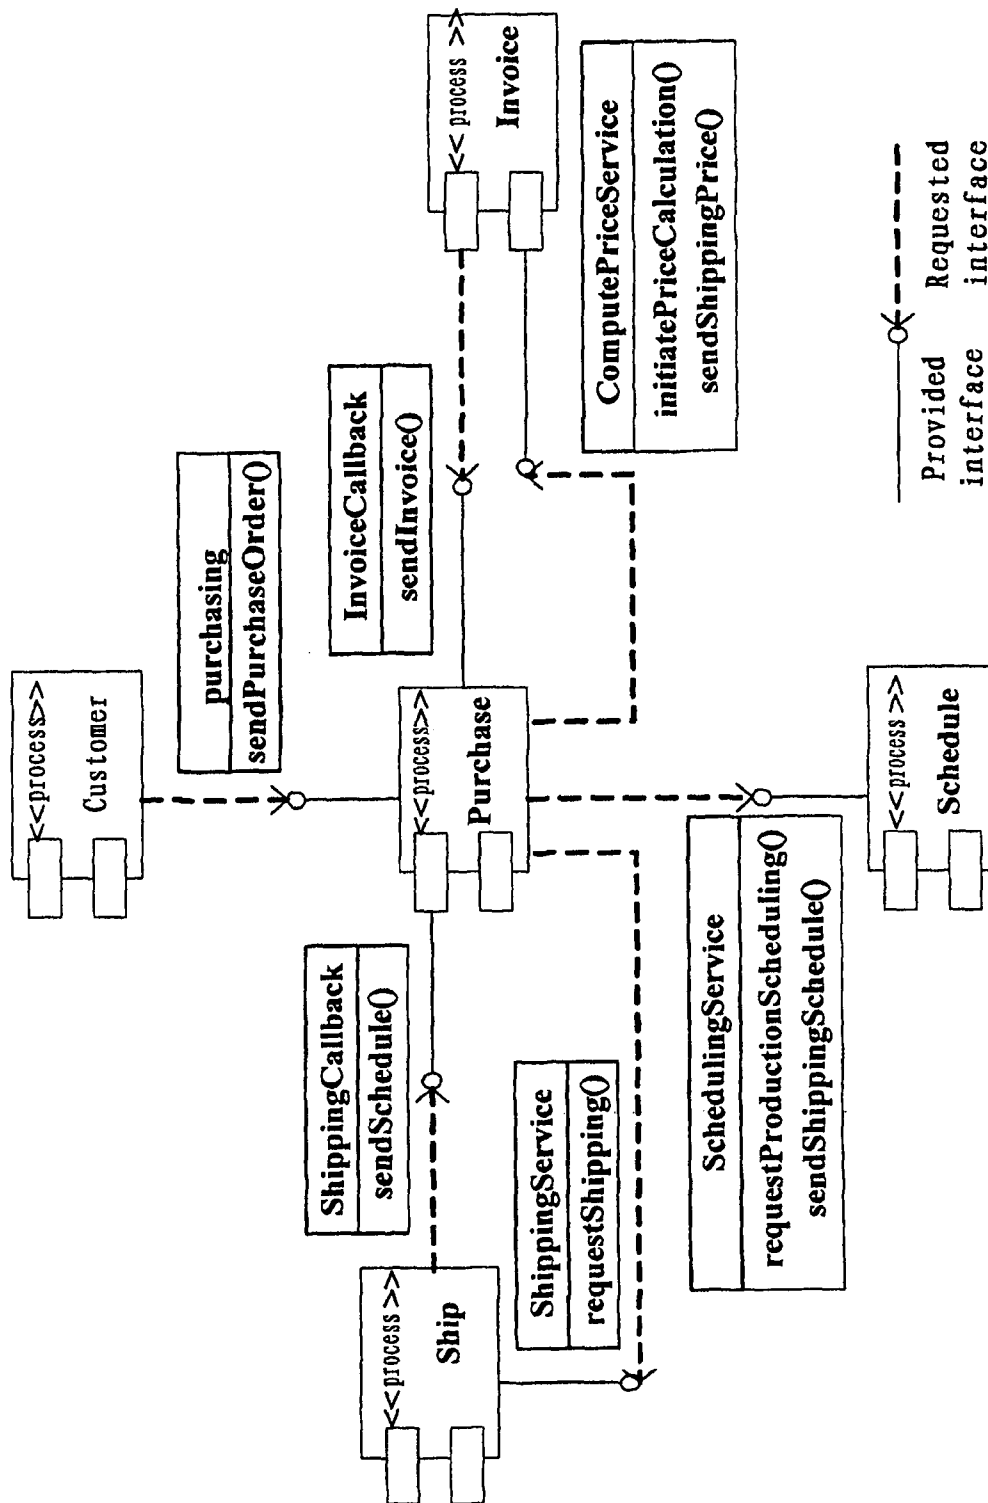 <<process>>
Customer
purchasing
sendPurchaseOrder()
<<process>>
Ship
ShippingCallback
sendSchedule()
<<process>>
Purchase
InvoiceCallback
sendInvoice()
<< process >>
Invoice
ShippingService
requestShipping()
ComputePriceService
initiatePriceCalculation()
sendShippingPrice()
SchedulingService
requestProductionScheduling()
sendShippingSchedule()
<<process >>
Schedule
Provided
interface
Requested
interface